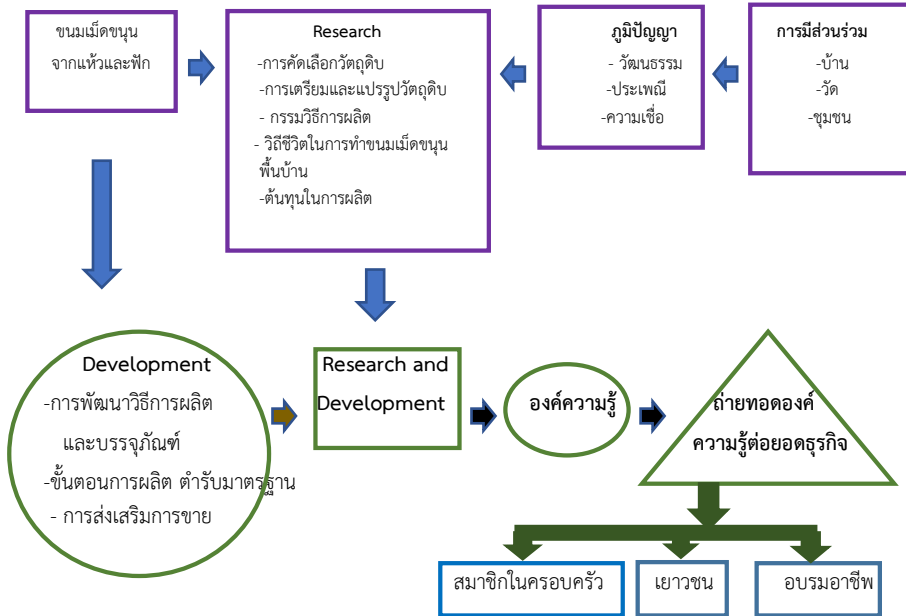 ขนมเม็ดขนุน
จากแห้วและฟัก
Research
-การคัดเลือกวัตถุดิบ
-การเตรียมและแปรรูปวัตถุดิบ
- กรรมวิธีการผลิต
- วิถีชีวิตในการทำขนมเม็ดขนุน
พื้นบ้าน
-ต้นทุนในการผลิต
ภูมิปัญญา
- วัฒนธรรม
-ประเพณี
-ความเชื่อ
การมีส่วนร่วม
-บ้าน
-วัด
-ชุมชน
Development
-การพัฒนาวิธีการผลิต
และบรรจุภัณฑ์
-ขั้นตอนการผลิต ตำรับมาตรฐาน
- การส่งเสริมการขาย
Research and
Development
องค์ความรู้
ถ่ายทอดองค์
ความรู้ต่อยอดธุรกิจ
สมาชิกในครอบครัว
เยาวชน
อบรมอาชีพ